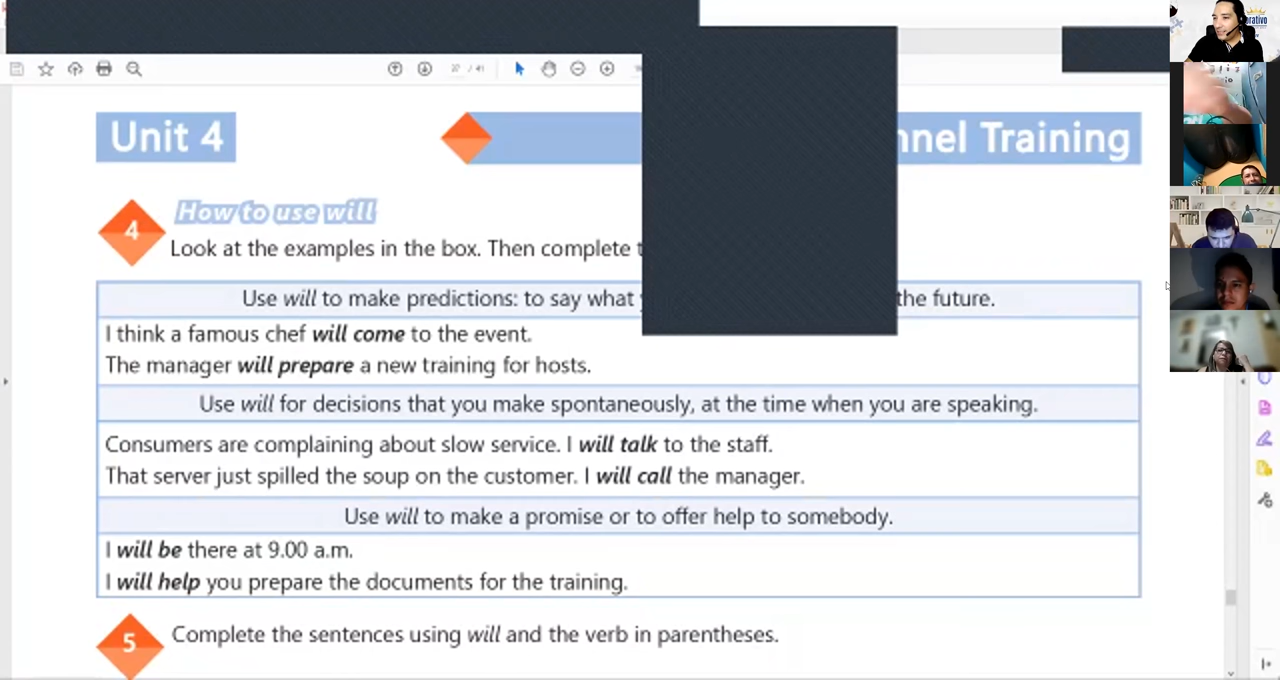 Unit 4
nnel Training
4
How to use will
Look at the examples in the box. Then complete
Use will to make predictions: to say what
the future.
I think a famous chef will come to the event.
The manager will prepare a new training for hosts.
Use will for decisions that you make spontaneously, at the time when you are speaking.
Consumers are complaining about slow service. I will talk to the staff.
That server just spilled the soup on the customer. I will call the manager.
Use will to make a promise or to offer help to somebody.
I will be there at 9.00 a.m.
I will help you prepare the documents for the training.
5
Complete the sentences using will and the verb in parentheses.